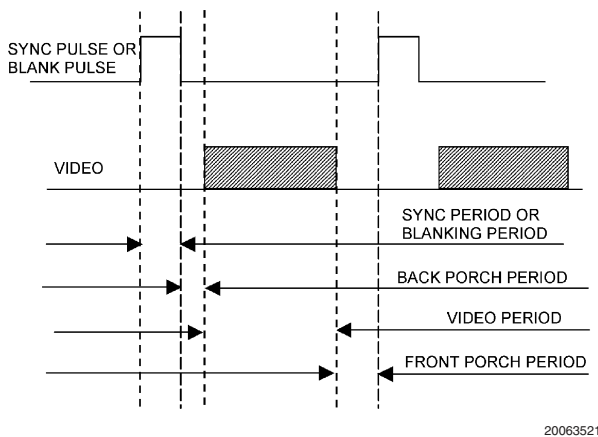 SYNC PULSE OR
BLANK PULSE
VIDEO
SYNC PERIOD OR
BLANKING PERIOD
BACK PORCH PERIOD
VIDEO PERIOD
FRONT PORCH PERIOD
20063521